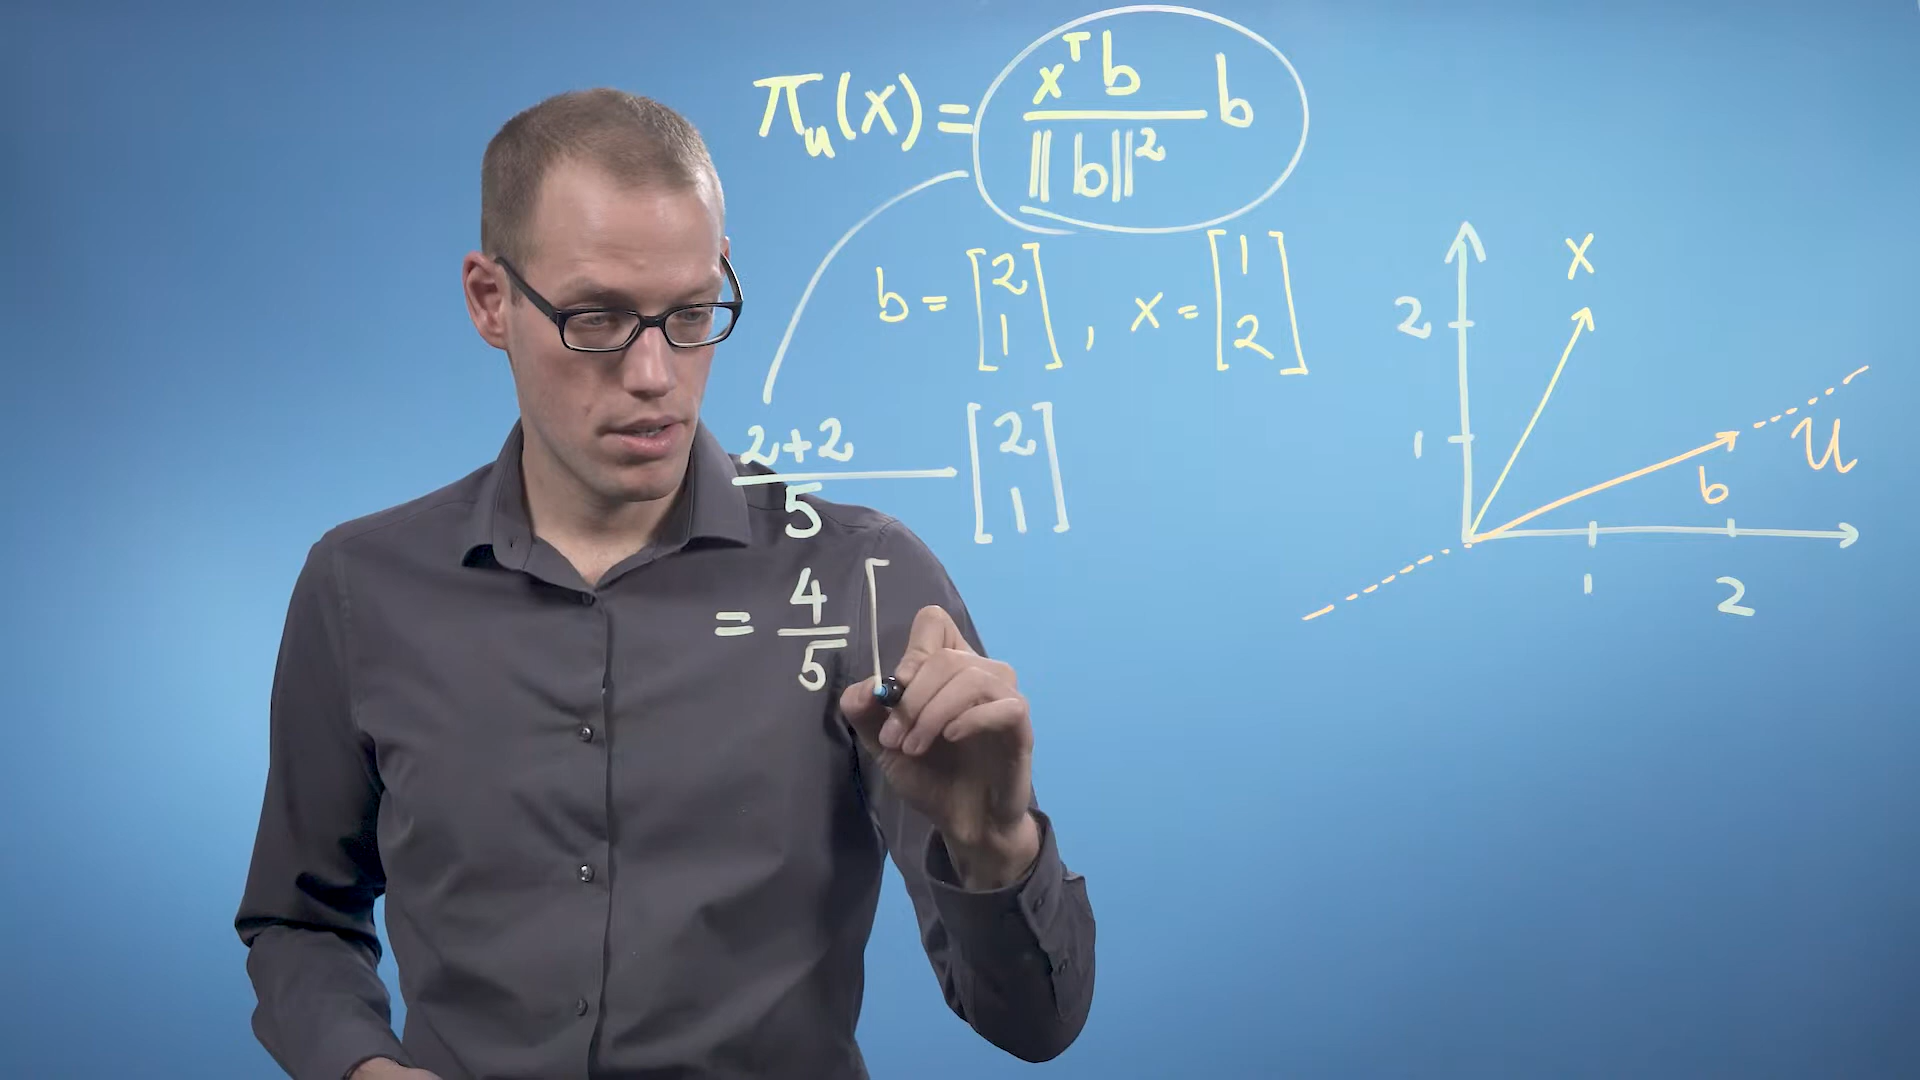 π_u(x) = x^T b / ||b||² b
b = [2 1], x = [1 2]
2+2 / 5 [2 1]
= 4/5 [
x
2
1
b
U
1 2